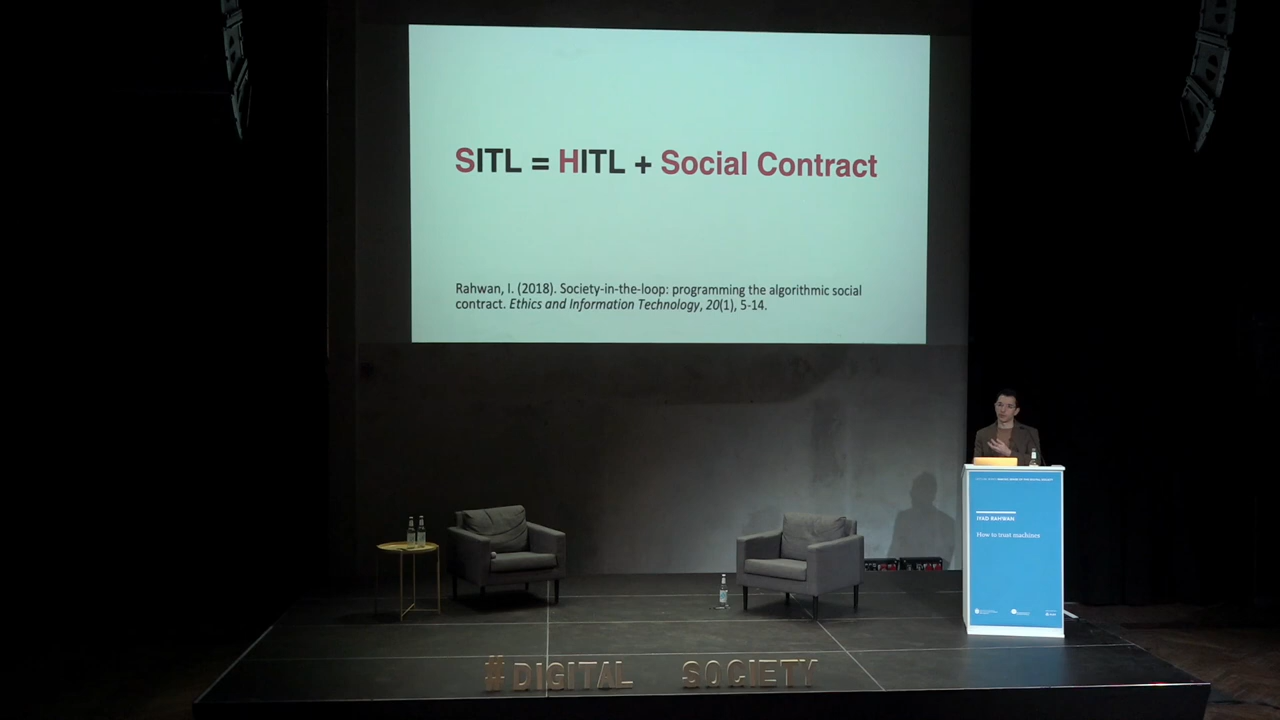 SITL = HITL + Social Contract
Rahwan, I. (2018). Society-in-the-loop: programming the algorithmic social
contract. Ethics and Information Technology, 20(1), 5-14.
IYAD RAHWAN
How to trust machines
#DIGITAL SOCIETY